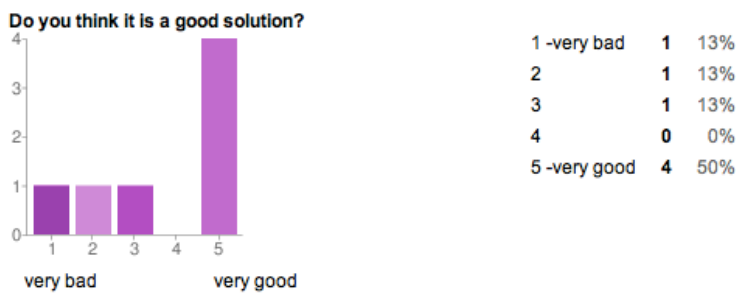 Do you think it is a good solution?
4
3
2
1
0
1 2 3 4 5
very bad very good
1 -very bad 1 13%
2 1 13%
3 1 13%
4 0 0%
5 -very good 4 50%